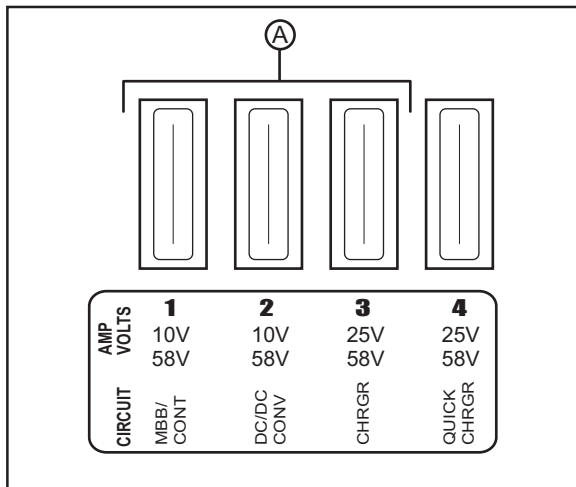 A
AMP
VOLTS
1 2 3 4
10V 10V 25V 25V
58V 58V 58V 58V
CIRCUIT
MBB/
CONT
DC/DC
CONV
CHRGR
QUICK
CHRGR